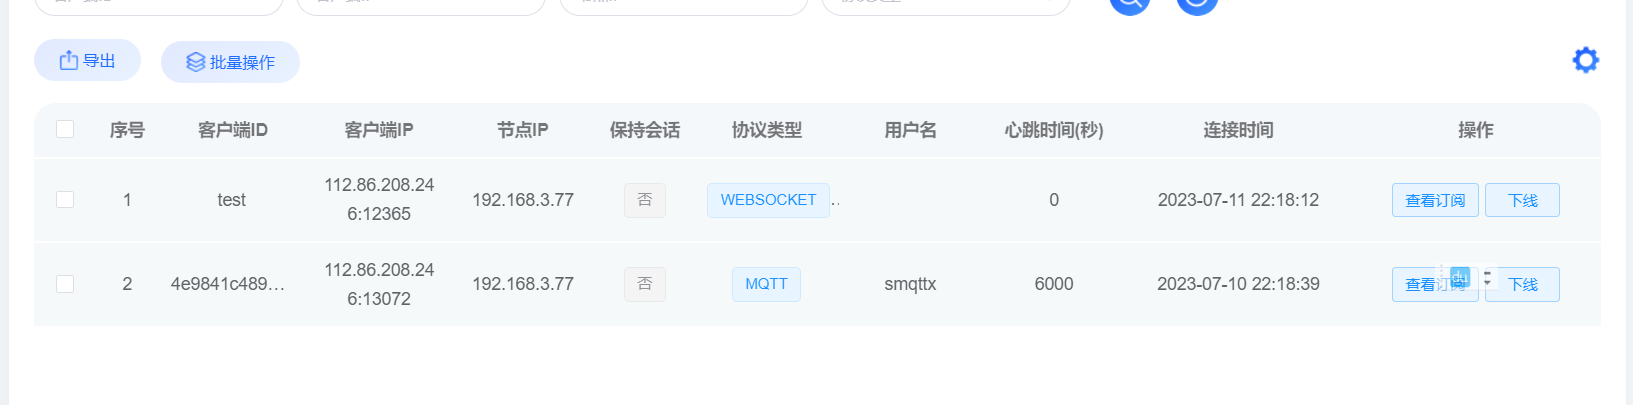 导出
批量操作
序号 客户端ID 客户端IP 节点IP 保持会话 协议类型 用户名 心跳时间(秒) 连接时间 操作
1 test 112.86.208.24 192.168.3.77 否 WEBSOCKET .. 0 2023-07-11 22:18:12 查看订阅 下线
6:12365
2 4e9841c489... 112.86.208.24 192.168.3.77 否 MQTT smqttx 6000 2023-07-10 22:18:39 查看订阅 下线
6:13072
du